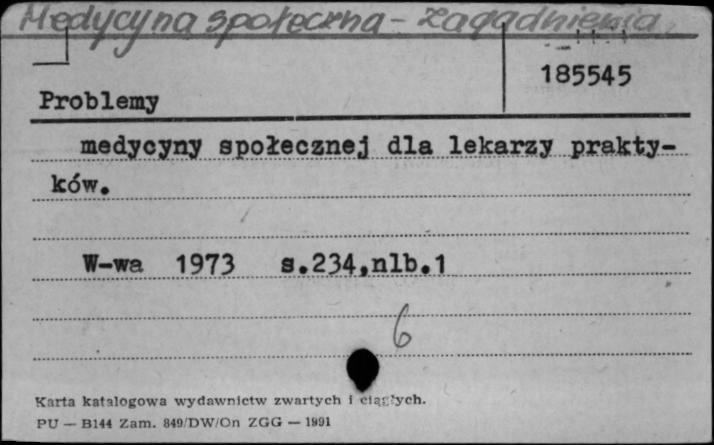 Medycyna społeczna - zagadnienia
185545
Problemy
medycyny społecznej dla lekarzy prakty-
ków.
W-wa 1973 s.234,nlb.1
6
Karta katalogowa wydawnictw zwartych i ciągłych.
PU — B144 Zam. 849/DW/On ZGG — 1991